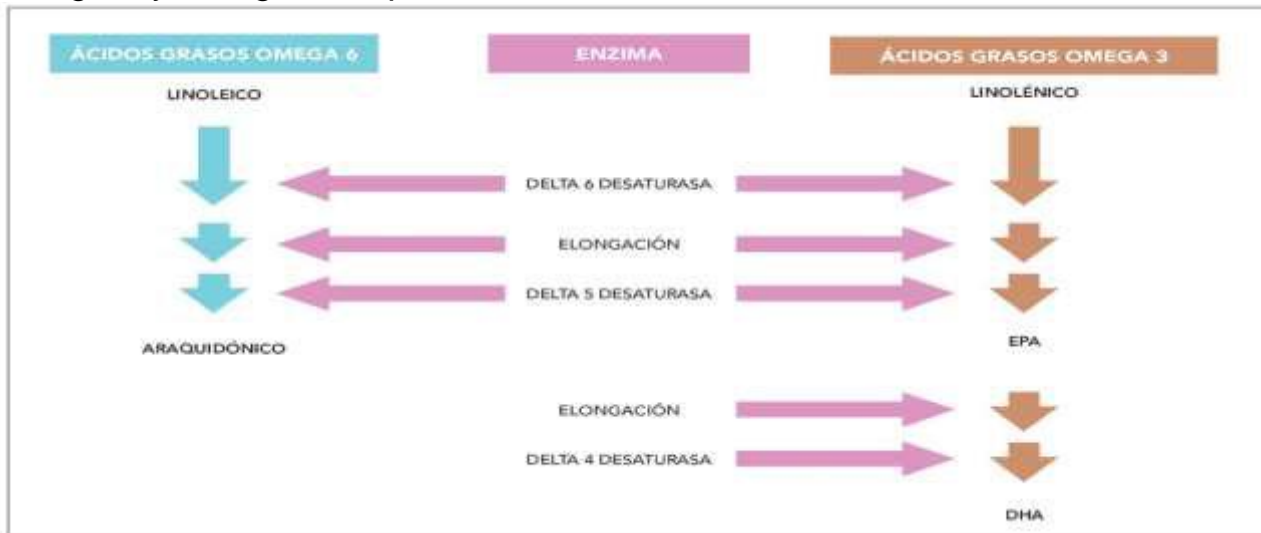 ÁCIDOS GRASOS OMEGA 6 ENZIMA ÁCIDOS GRASOS OMEGA 3
LINOLEICO LINOLÉNICO
DELTA 6 DESATURASA
ELONGACIÓN
DELTA 5 DESATURASA
ARAQUIDÓNICO EPA
ELONGACIÓN
DELTA 4 DESATURASA
DHA